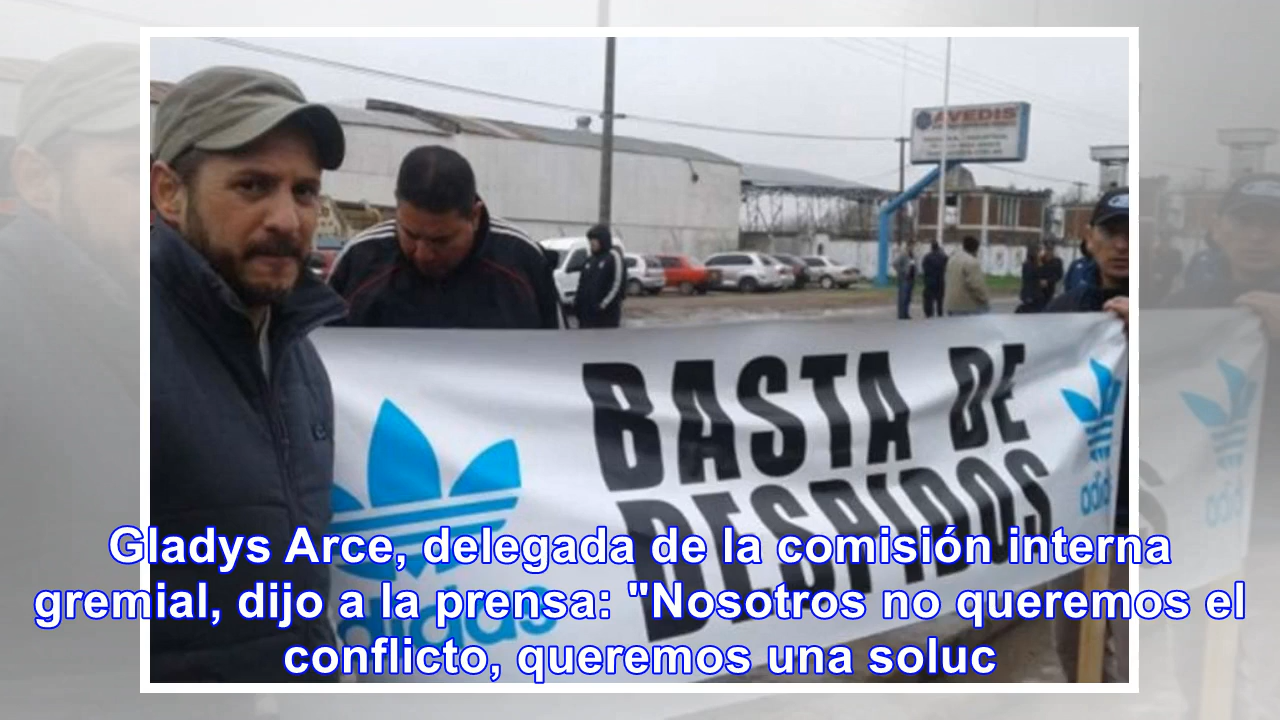 AVEDIS
BASTA DE
DESPIDOS
adidas
adidas
Gladys Arce, delegada de la comisión interna
gremial, dijo a la prensa: "Nosotros no queremos el
conflicto, queremos una soluc